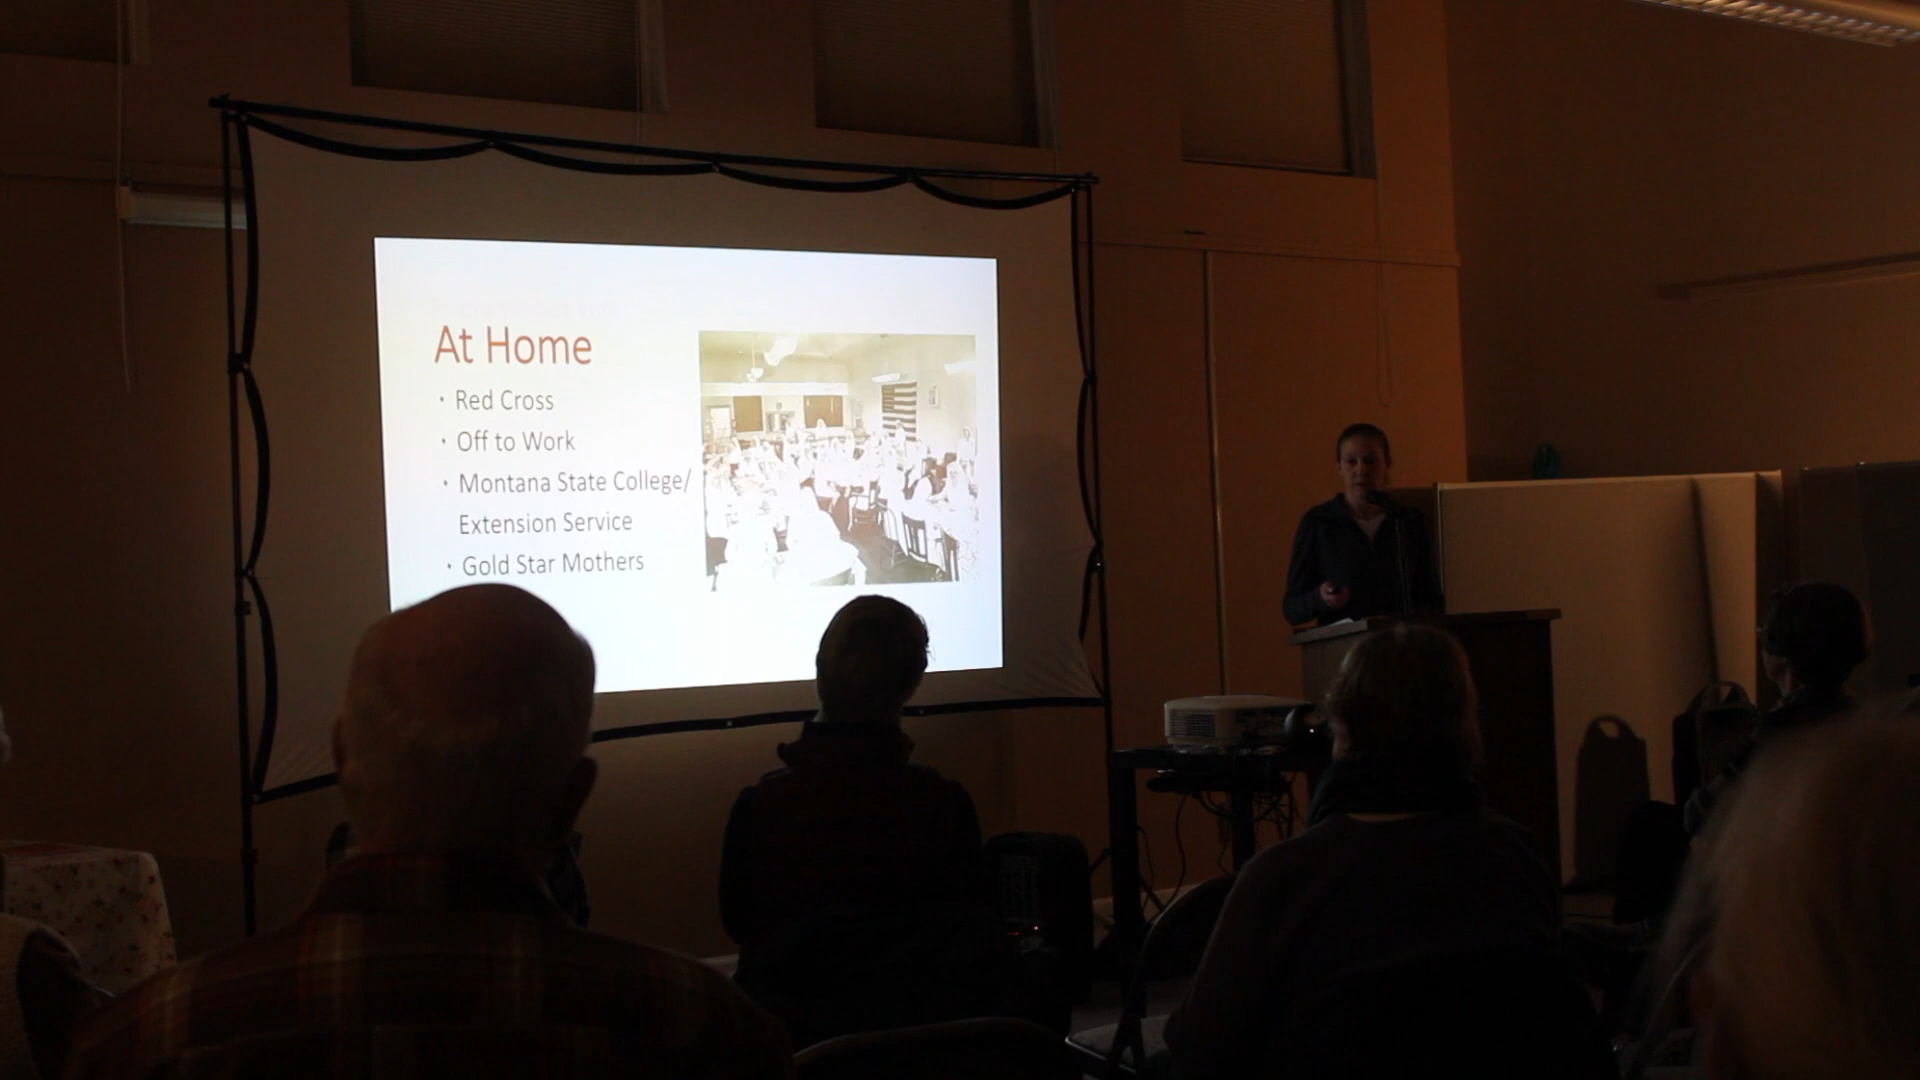 At Home
• Red Cross
• Off to Work
• Montana State College/
Extension Service
• Gold Star Mothers